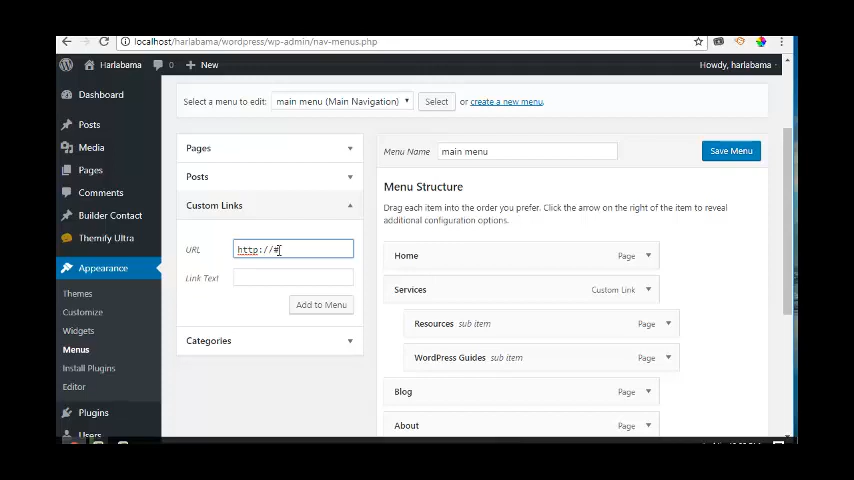 localhost/harlabama/wordpress/wp-admin/nav-menus.php
Harlabama 0 New Howdy, harlabama
Dashboard
Posts
Media
Pages
Comments
Builder Contact
Themify Ultra
Appearance
Themes
Customize
Widgets
Menus
Install Plugins
Editor
Plugins
Users
Select a menu to edit: main menu (Main Navigation) Select or create a new menu.
Pages
Posts
Custom Links
URL http://#
Link Text
Add to Menu
Categories
Menu Name main menu Save Menu
Menu Structure
Drag each item into the order you prefer. Click the arrow on the right of the item to reveal
additional configuration options.
Home Page
Services Custom Link
Resources sub item Page
WordPress Guides sub item Page
Blog Page
About Page